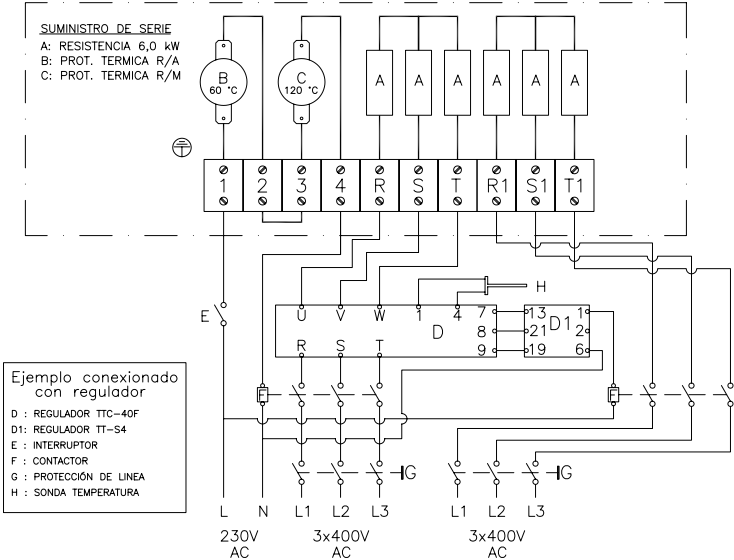 SUMINISTRO DE SERIE
A: RESISTENCIA 6,0 kW
B: PROT. TERMICA R/A
C: PROT. TERMICA R/M
B
60 °C
C
120 °C
A A A A A A
1 2 3 4 R S T R1 S1 T1
H
E
U V W 1 4 7 13 1
D 8 21 D1 2
R S T 9 19 6
Ejemplo conexionado
con regulador
D : REGULADOR TTC-40F
D1: REGULADOR TT-S4
E : INTERRUPTOR
F : CONTACTOR
G : PROTECCIÓN DE LINEA
H : SONDA TEMPERATURA
F F
G G
L N L1 L2 L3 L1 L2 L3
230V 3x400V 3x400V
AC AC AC